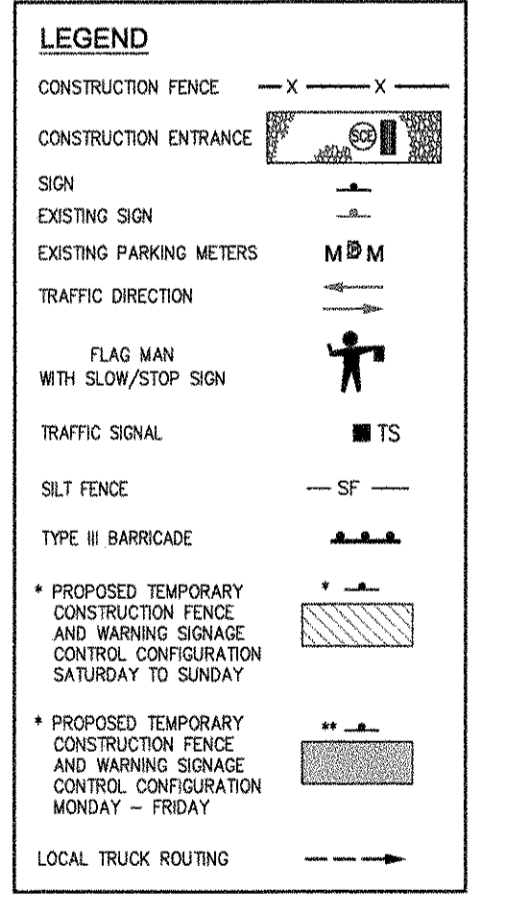 LEGEND
CONSTRUCTION FENCE —X——X——
CONSTRUCTION ENTRANCE SCE
SIGN
EXISTING SIGN
EXISTING PARKING METERS M P M
TRAFFIC DIRECTION
FLAG MAN
WITH SLOW/STOP SIGN
TRAFFIC SIGNAL TS
SILT FENCE — SF —
TYPE III BARRICADE
* PROPOSED TEMPORARY *
CONSTRUCTION FENCE
AND WARNING SIGNAGE
CONTROL CONFIGURATION
SATURDAY TO SUNDAY
* PROPOSED TEMPORARY **
CONSTRUCTION FENCE
AND WARNING SIGNAGE
CONTROL CONFIGURATION
MONDAY – FRIDAY
LOCAL TRUCK ROUTING